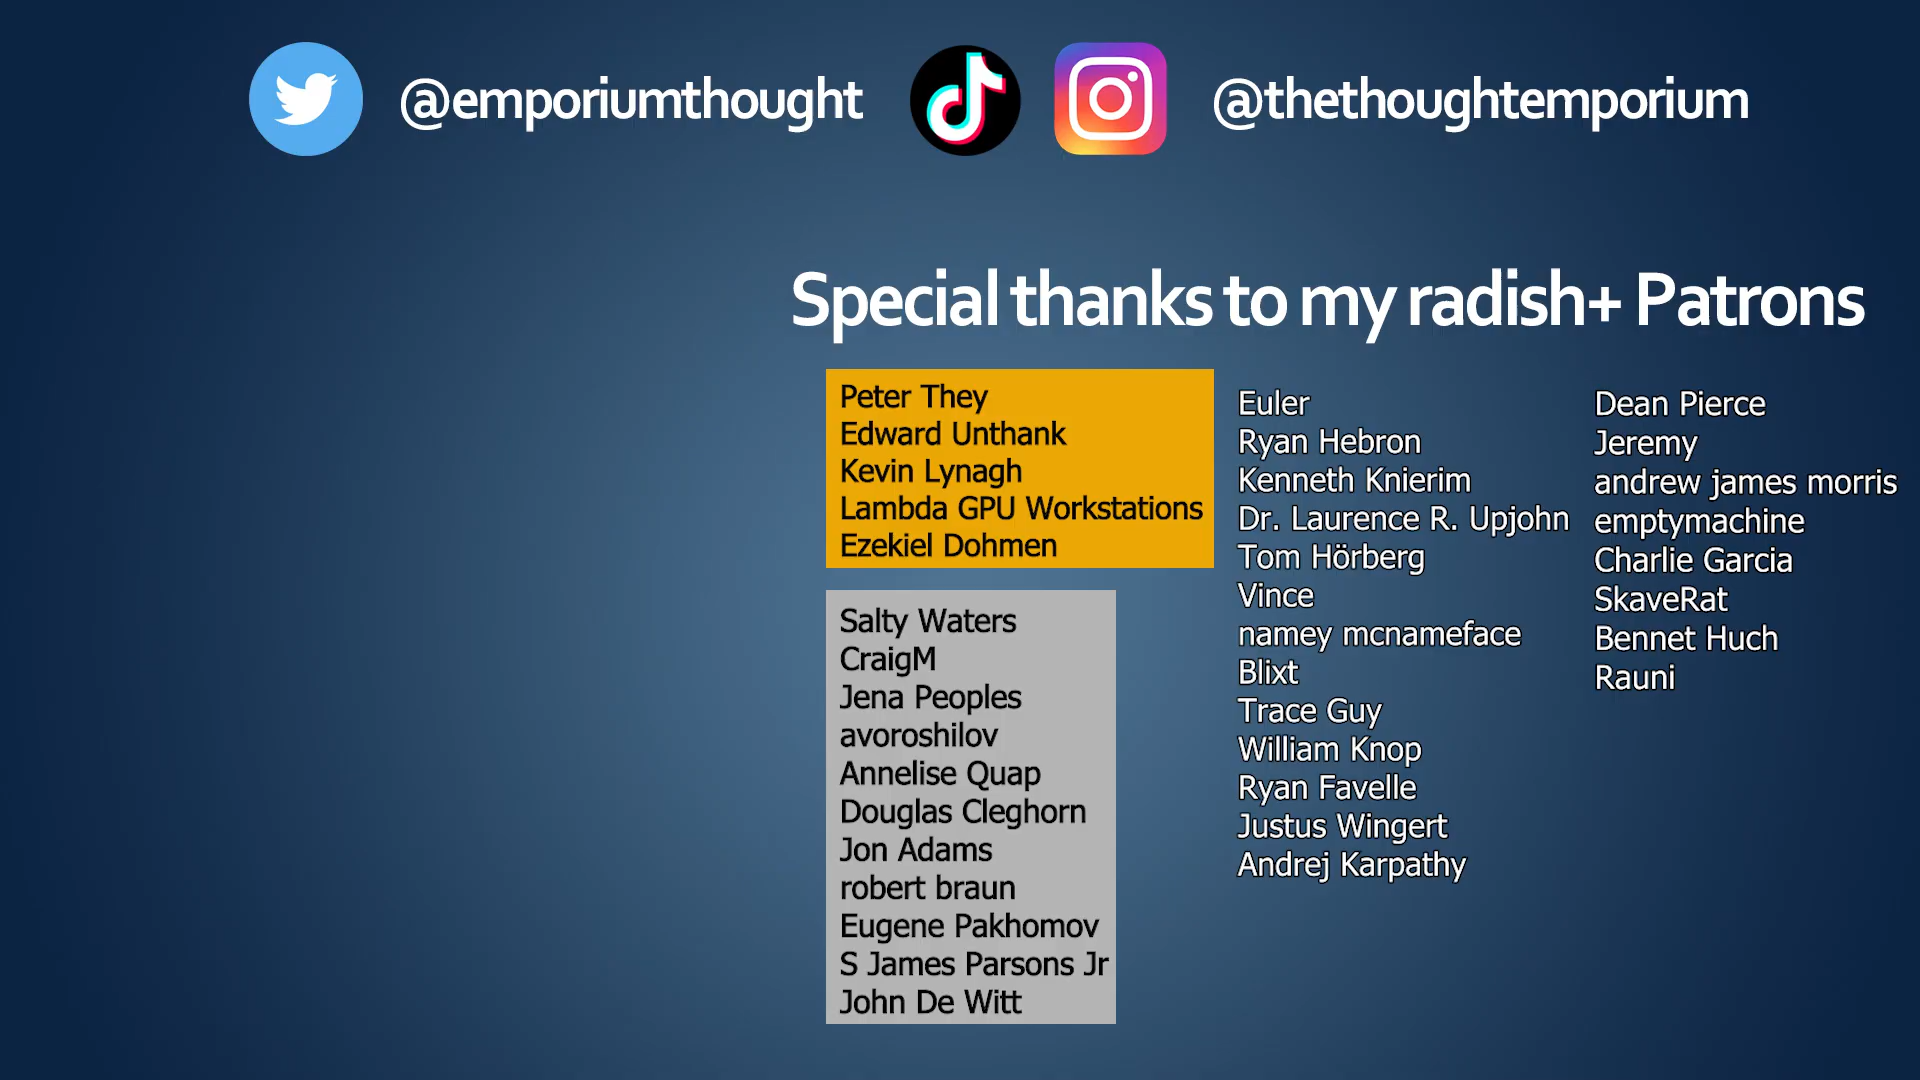 @emporiumthought
@thethoughtemporium
Special thanks to my radish+ Patrons
Peter They
Edward Unthank
Kevin Lynagh
Lambda GPU Workstations
Ezekiel Dohmen
Salty Waters
CraigM
Jena Peoples
avoroshilov
Annelise Quap
Douglas Cleghorn
Jon Adams
robert braun
Eugene Pakhomov
S James Parsons Jr
John De Witt
Euler
Ryan Hebron
Kenneth Knierim
Dr. Laurence R. Upjohn
Tom Hörberg
Vince
namey mcnameface
Blixt
Trace Guy
William Knop
Ryan Favelle
Justus Wingert
Andrej Karpathy
Dean Pierce
Jeremy
andrew james morris
emptymachine
Charlie Garcia
SkaveRat
Bennet Huch
Rauni